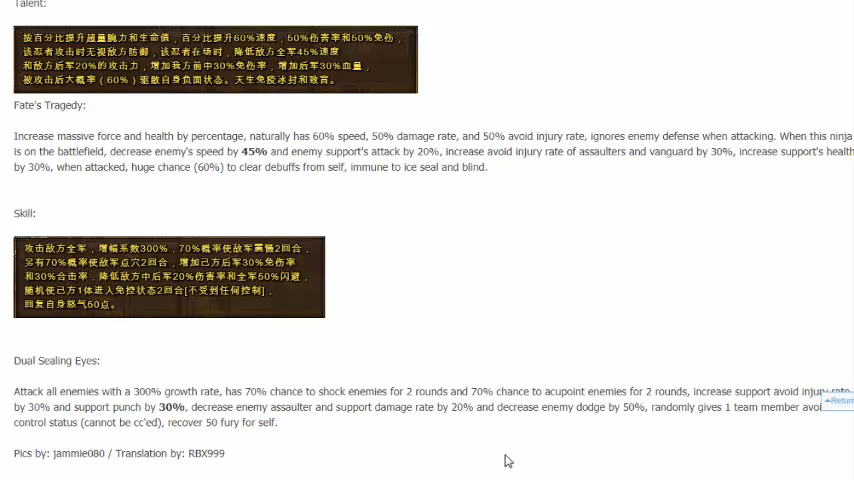 Talent:
按百分比提升超量腕力和生命值，百分比提升60%速度，50%伤害率和50%免伤，
该忍者攻击时无视敌方防御，该忍者在场时，降低敌方全军45%速度
和敌方后军20%的攻击力，增加我方前中30%免伤率，增加后军30%血量，
被攻击后大概率（60%）驱散自身负面状态。天生免疫冰封和致盲。
Fate's Tragedy:
Increase massive force and health by percentage, naturally has 60% speed, 50% damage rate, and 50% avoid injury rate, ignores enemy defense when attacking. When this ninja
is on the battlefield, decrease enemy's speed by 45% and enemy support's attack by 20%, increase avoid injury rate of assaulters and vanguard by 30%, increase support's health
by 30%, when attacked, huge chance (60%) to clear debuffs from self, immune to ice seal and blind.
Skill:
攻击敌方全军，增幅系数300%，70%概率使敌军震慑2回合，
另有70%概率使敌军点穴2回合，增加己方后军30%免伤率
和30%合击率，降低敌方中后军20%伤害率和全军50%闪避，
随机使己方1体进入免控状态2回合[不受到任何控制]，
回复自身怒气50点。
Dual Sealing Eyes:
Attack all enemies with a 300% growth rate, has 70% chance to shock enemies for 2 rounds and 70% chance to acupoint enemies for 2 rounds, increase support avoid injury rate
by 30% and support punch by 30%, decrease enemy assaulter and support damage rate by 20% and decrease enemy dodge by 50%, randomly gives 1 team member avoi
Return
control status (cannot be cc'ed), recover 50 fury for self.
Pics by: jammie080 / Translation by: RBX999